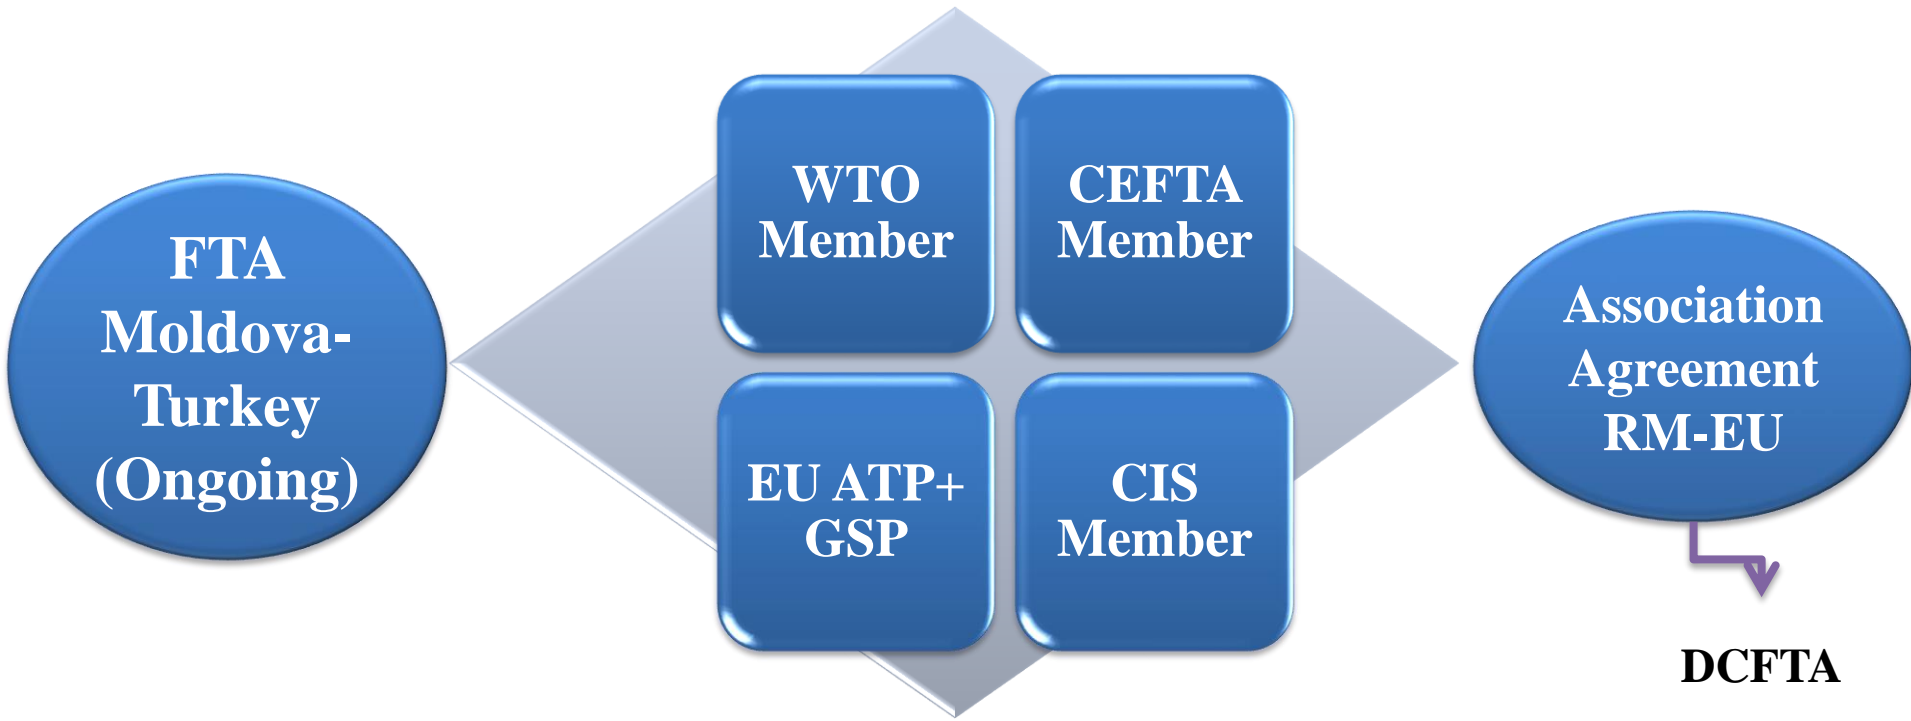 FTA
Moldova-
Turkey
(Ongoing)
WTO
Member
CEFTA
Member
EU ATP+
GSP
CIS
Member
Association
Agreement
RM-EU
DCFTA